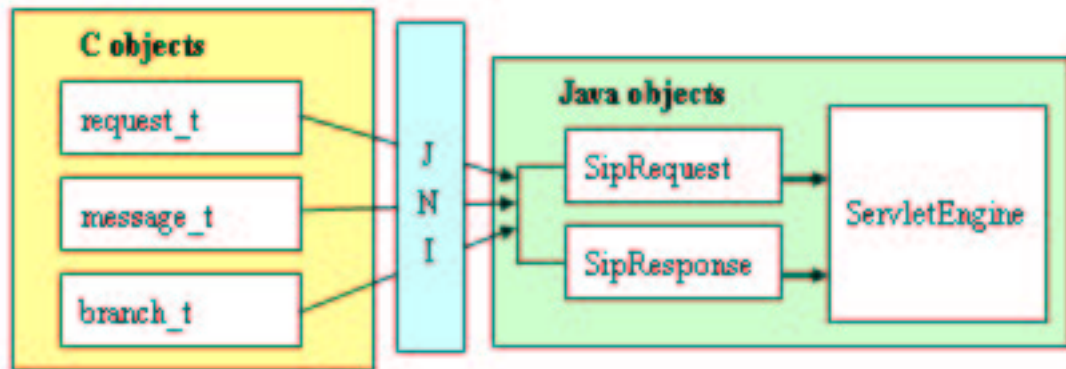 C objects
request_t
message_t
branch_t
J
N
I
Java objects
SipRequest
SipResponse
ServletEngine